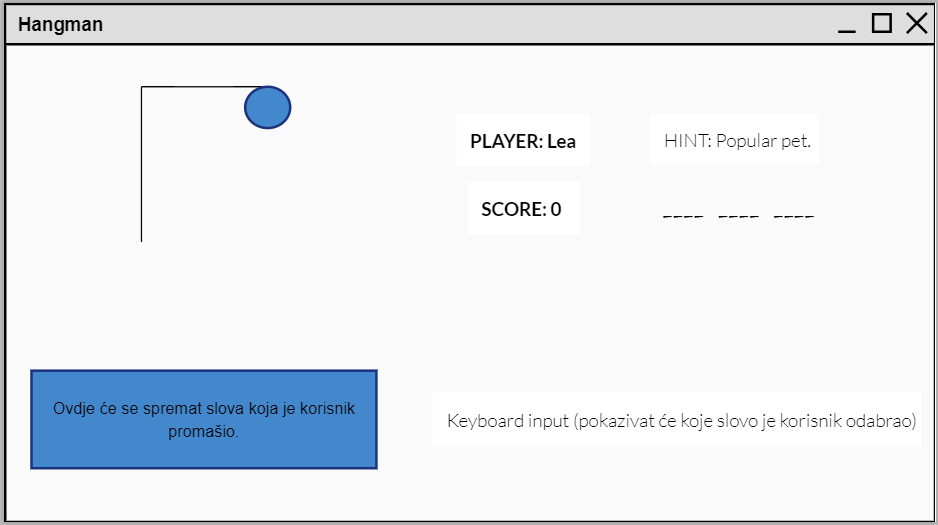 Hangman
PLAYER: Lea
HINT: Popular pet.
SCORE: 0
____ ____ ____
Ovdje će se spremat slova koja je korisnik
promašio.
Keyboard input (pokazivat će koje slovo je korisnik odabrao)